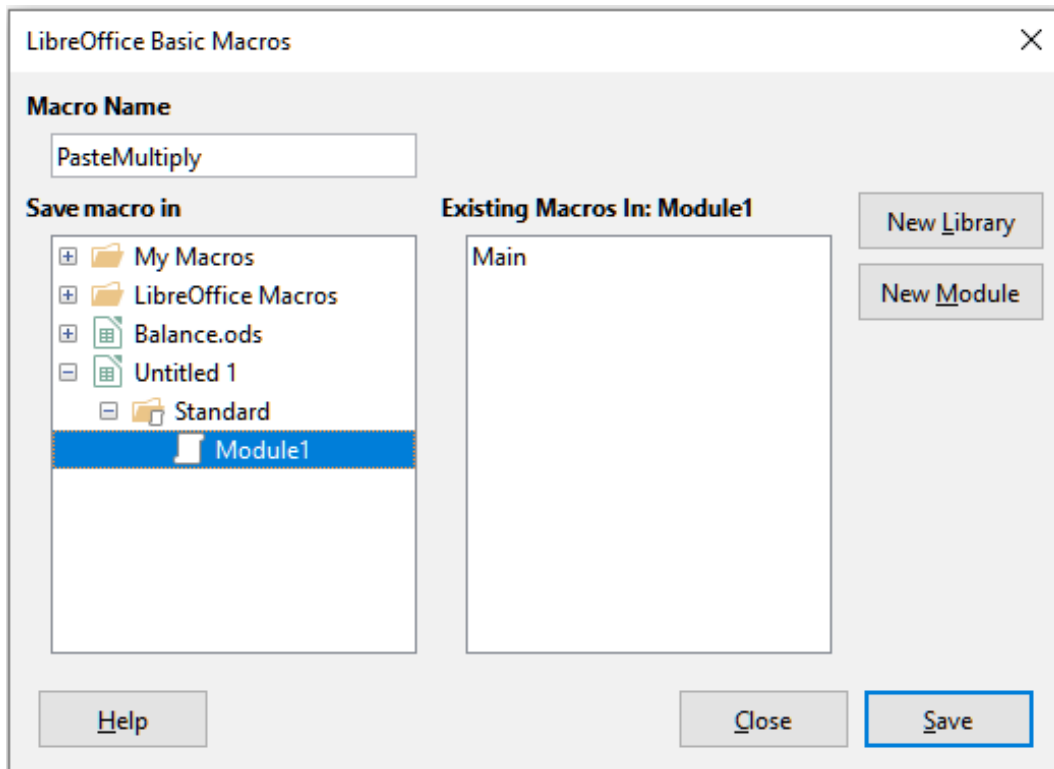 LibreOffice Basic Macros
Macro Name
PasteMultiply
Save macro in
My Macros
LibreOffice Macros
Balance.ods
Untitled 1
Standard
Module1
Existing Macros In: Module1
Main
New Library
New Module
Help
Close
Save